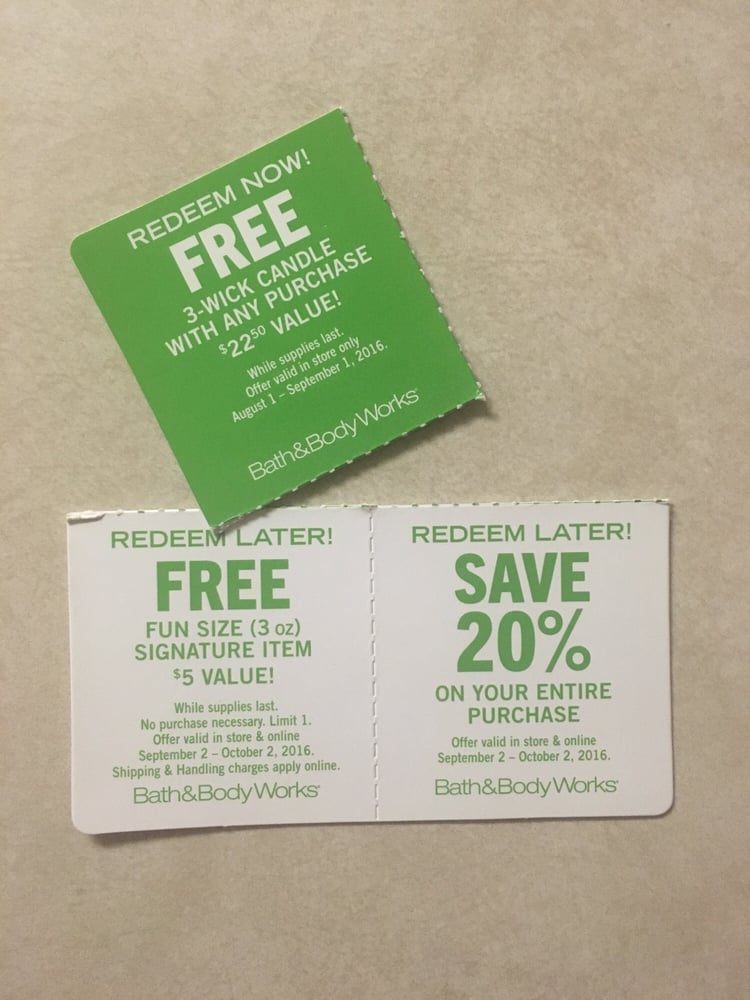 REDEEM NOW!
FREE
3-WICK CANDLE
WITH ANY PURCHASE
$22⁵⁰ VALUE!
While supplies last.
Offer valid in store only
August 1 – September 1, 2016.
Bath&BodyWorks®
REDEEM LATER!
FREE
FUN SIZE (3 oz)
SIGNATURE ITEM
$5 VALUE!
While supplies last.
No purchase necessary. Limit 1.
Offer valid in store & online
September 2 – October 2, 2016.
Shipping & Handling charges apply online.
Bath&BodyWorks®
REDEEM LATER!
SAVE
20%
ON YOUR ENTIRE
PURCHASE
Offer valid in store & online
September 2 – October 2, 2016.
Bath&BodyWorks®